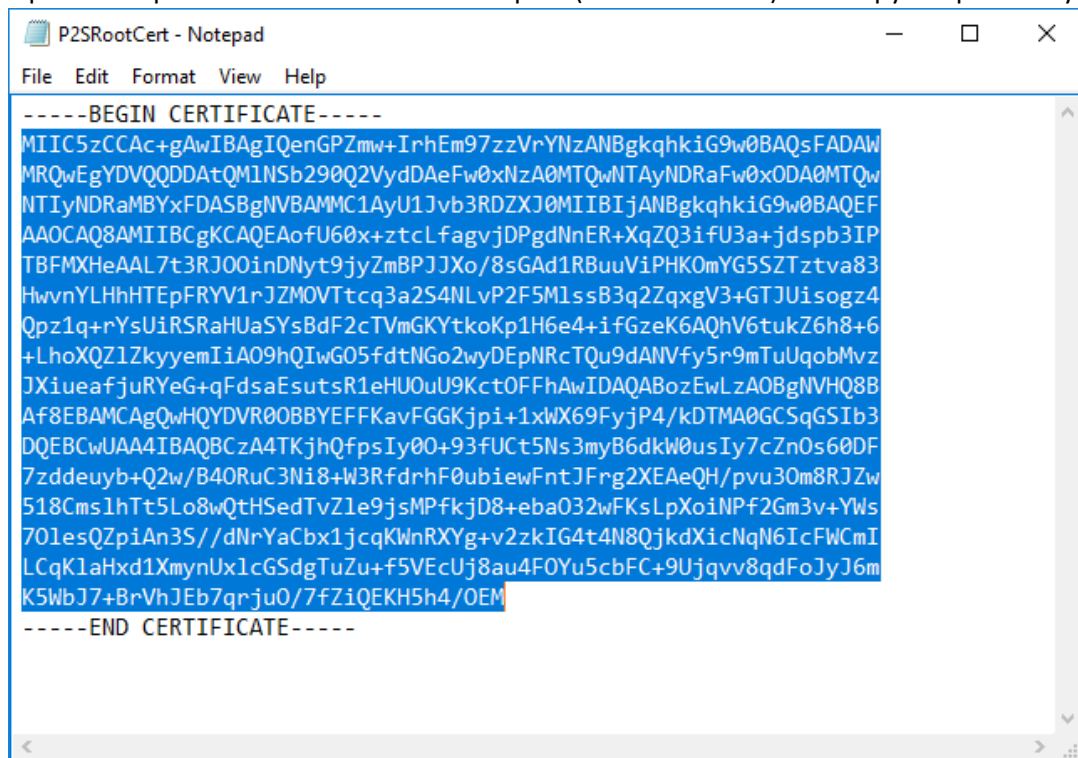 P2SRootCert - Notepad
File Edit Format View Help
-----BEGIN CERTIFICATE-----
MIIC5zCCAc+gAwIBAgIQenGPZmw+IrhEm97zzVrYNzANBgkqhkiG9w0BAQsFADAW
MRQwEgYDVQQDDAtQMlNSb290Q2VydDAeFw0xNzA0MTQwNTAyNDRaFw0xODA0MTQw
NTIyNDRaMBYxFDASBgNVBAMMC1AyU1Jvb3RDZXJ0MIIBIjANBgkqhkiG9w0BAQEF
AAOCAQ8AMIIBCgKCAQEAofU60x+ztcLfagvjDPgdNnER+XqZQ3ifU3a+jdspb3IP
TBFMXHeAAL7t3RJOOinDNyt9jyZmBPJJXo/8sGAd1RBuuViPHKOmYG5SZTztva83
HwvnYLHhHTEpFRYV1rJZMOVTtcq3a2S4NLvP2F5MlssB3q2ZqxgV3+GTJUisogz4
Qpz1q+rYsUiRSRaHUaSYsBdF2cTVmGKYtkoKp1H6e4+ifGzeK6AQhV6tukZ6h8+6
+LhoXQZlZkyyemIiAO9hQIwGO5fdtNGo2wyDEpNRcTQu9dANVfy5r9mTuUqobMvz
JXiueafjuRYeG+qFdsaEsutsR1eHUOuU9KctOFFhAwIDAQABozEwLzAOBgNVHQ8B
Af8EBAMCAgQwHQYDVR0OBBYEFFKavFGGKjpi+1xWX69FyjP4/kDTMA0GCSqGSIb3
DQEBCwUAA4IBAQBCzA4TKjhQfpsIy0O+93fUCt5Ns3myB6dkW0usIy7cZnOs60DF
7zddeuyb+Q2w/B4ORuC3Ni8+W3RfdrhF0ubiewFntJFrg2XEAeQH/pvu3Om8RJZw
518CmslhTt5Lo8wQtHSedTvZle9jsMPfkjD8+ebaO32wFKsLpXoiNPf2Gm3v+YWs
7OlesQZpiAn3S//dNrYaCbx1jcqKWnRXYg+v2zkIG4t4N8QjkdXicNqN6IcFWCmI
LCqKlaHxd1XmynUxlcGSdgTuZu+f5VEcUj8au4FOYu5cbFC+9Ujqvv8qdFoJyJ6m
K5WbJ7+BrVhJEb7qrjuO/7fZiQEKH5h4/OEM
-----END CERTIFICATE-----